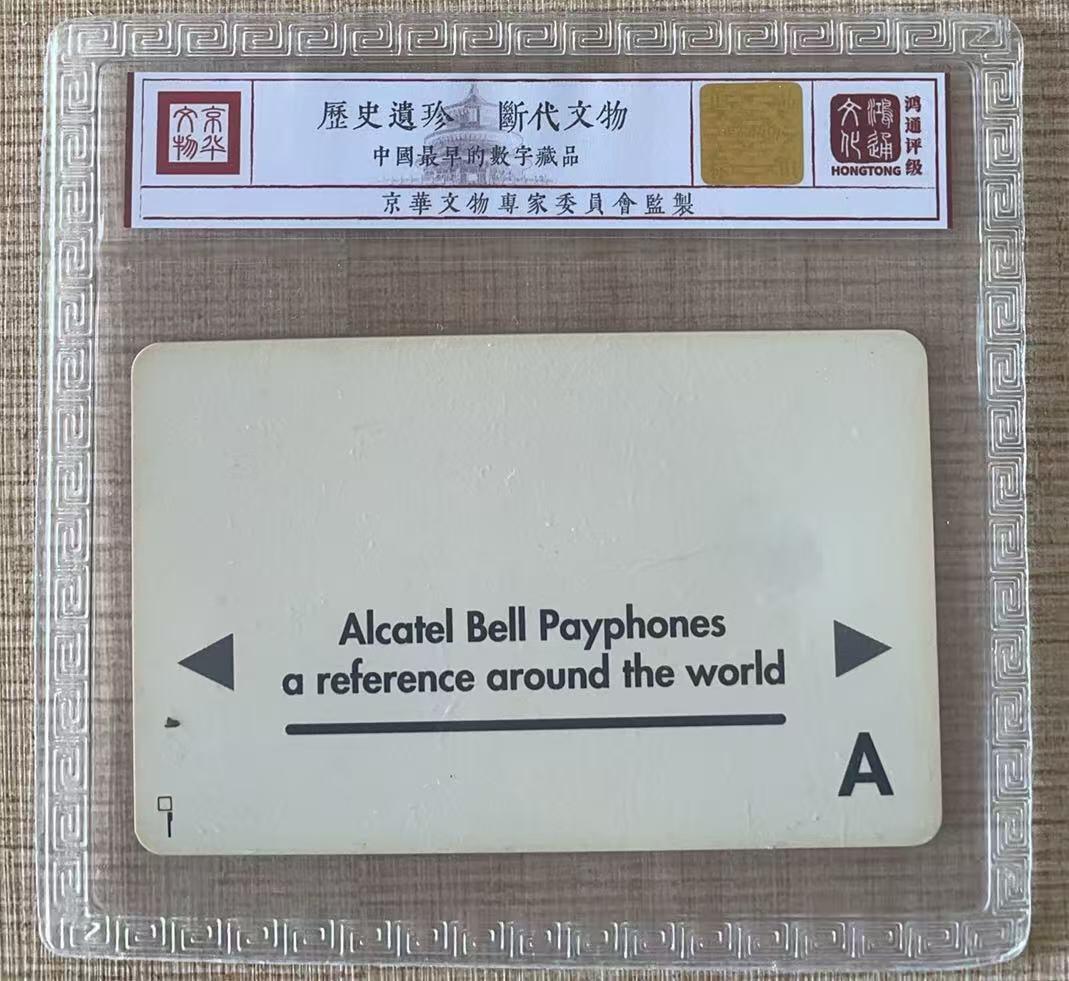 京华文物
歷史遺珍 斷代文物
中國最早的數字藏品
京華文物專家委員會監製
鴻通文化
HONGTONG
鸿通评级
Alcatel Bell Payphones
a reference around the world
A